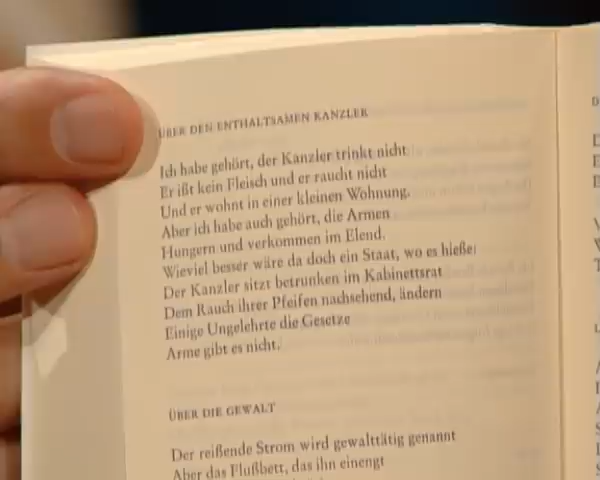 ÜBER DEN ENTHALTSAMEN KANZLER
Ich habe gehört, der Kanzler trinkt nicht
Er ißt kein Fleisch und er raucht nicht
Und er wohnt in einer kleinen Wohnung.
Aber ich habe auch gehört, die Armen
Hungern und verkommen im Elend.
Wieviel besser wäre da doch ein Staat, wo es hieße:
Der Kanzler sitzt betrunken im Kabinettsrat
Dem Rauch ihrer Pfeifen nachsehend, ändern
Einige Ungelehrte die Gesetze
Arme gibt es nicht.
ÜBER DIE GEWALT
Der reißende Strom wird gewalttätig genannt
Aber das Flußbett, das ihn einengt